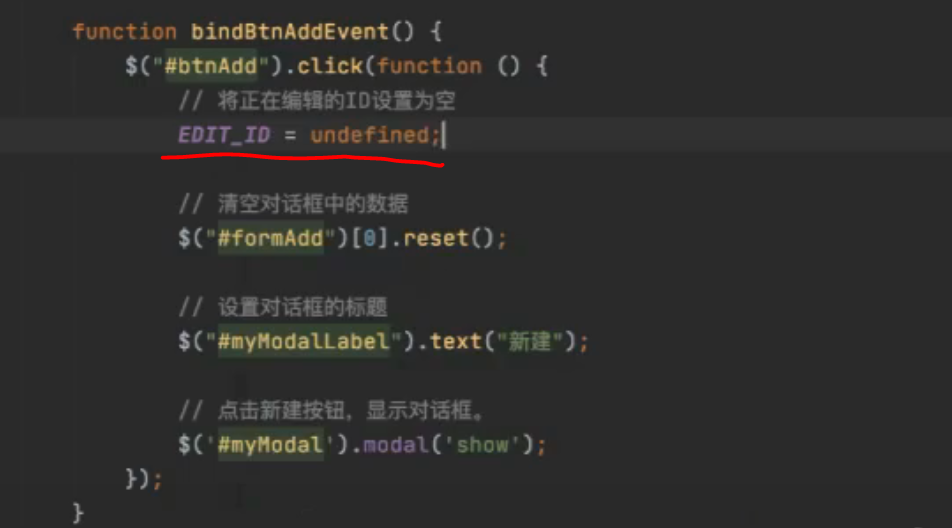 function bindBtnAddEvent() {
$("#btnAdd").click(function () {
// 将正在编辑的ID设置为空
EDIT_ID = undefined;
// 清空对话框中的数据
$("#formAdd")[0].reset();
// 设置对话框的标题
$("#myModalLabel").text("新建");
// 点击新建按钮，显示对话框。
$('#myModal').modal('show');
});
}